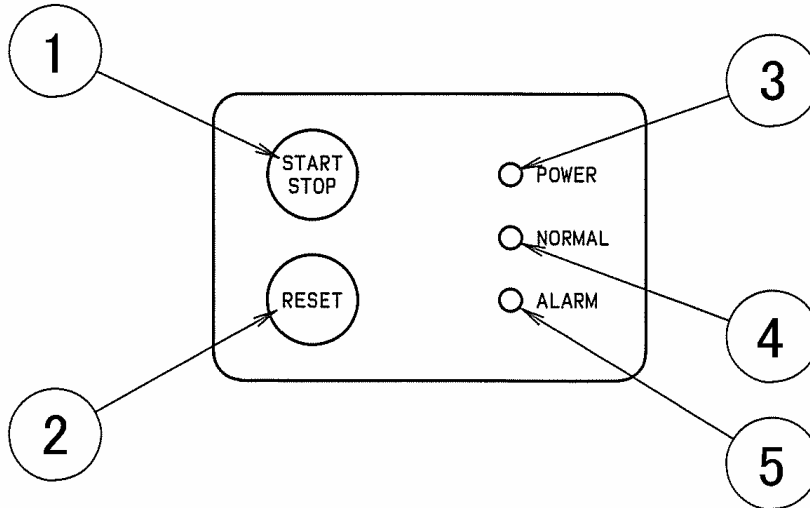 1
START
STOP
RESET
2
3
POWER
NORMAL
ALARM
4
5